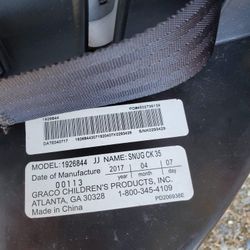 1926844
DATE040717
S/NK0293429
MODEL: 1926844 JJ NAME: SNUG CK 35
Date of Manufacture 2017 04 07
00113 year month day
GRACO CHILDREN'S PRODUCTS, INC.
ATLANTA, GA 30328 1-800-345-4109
Made in China